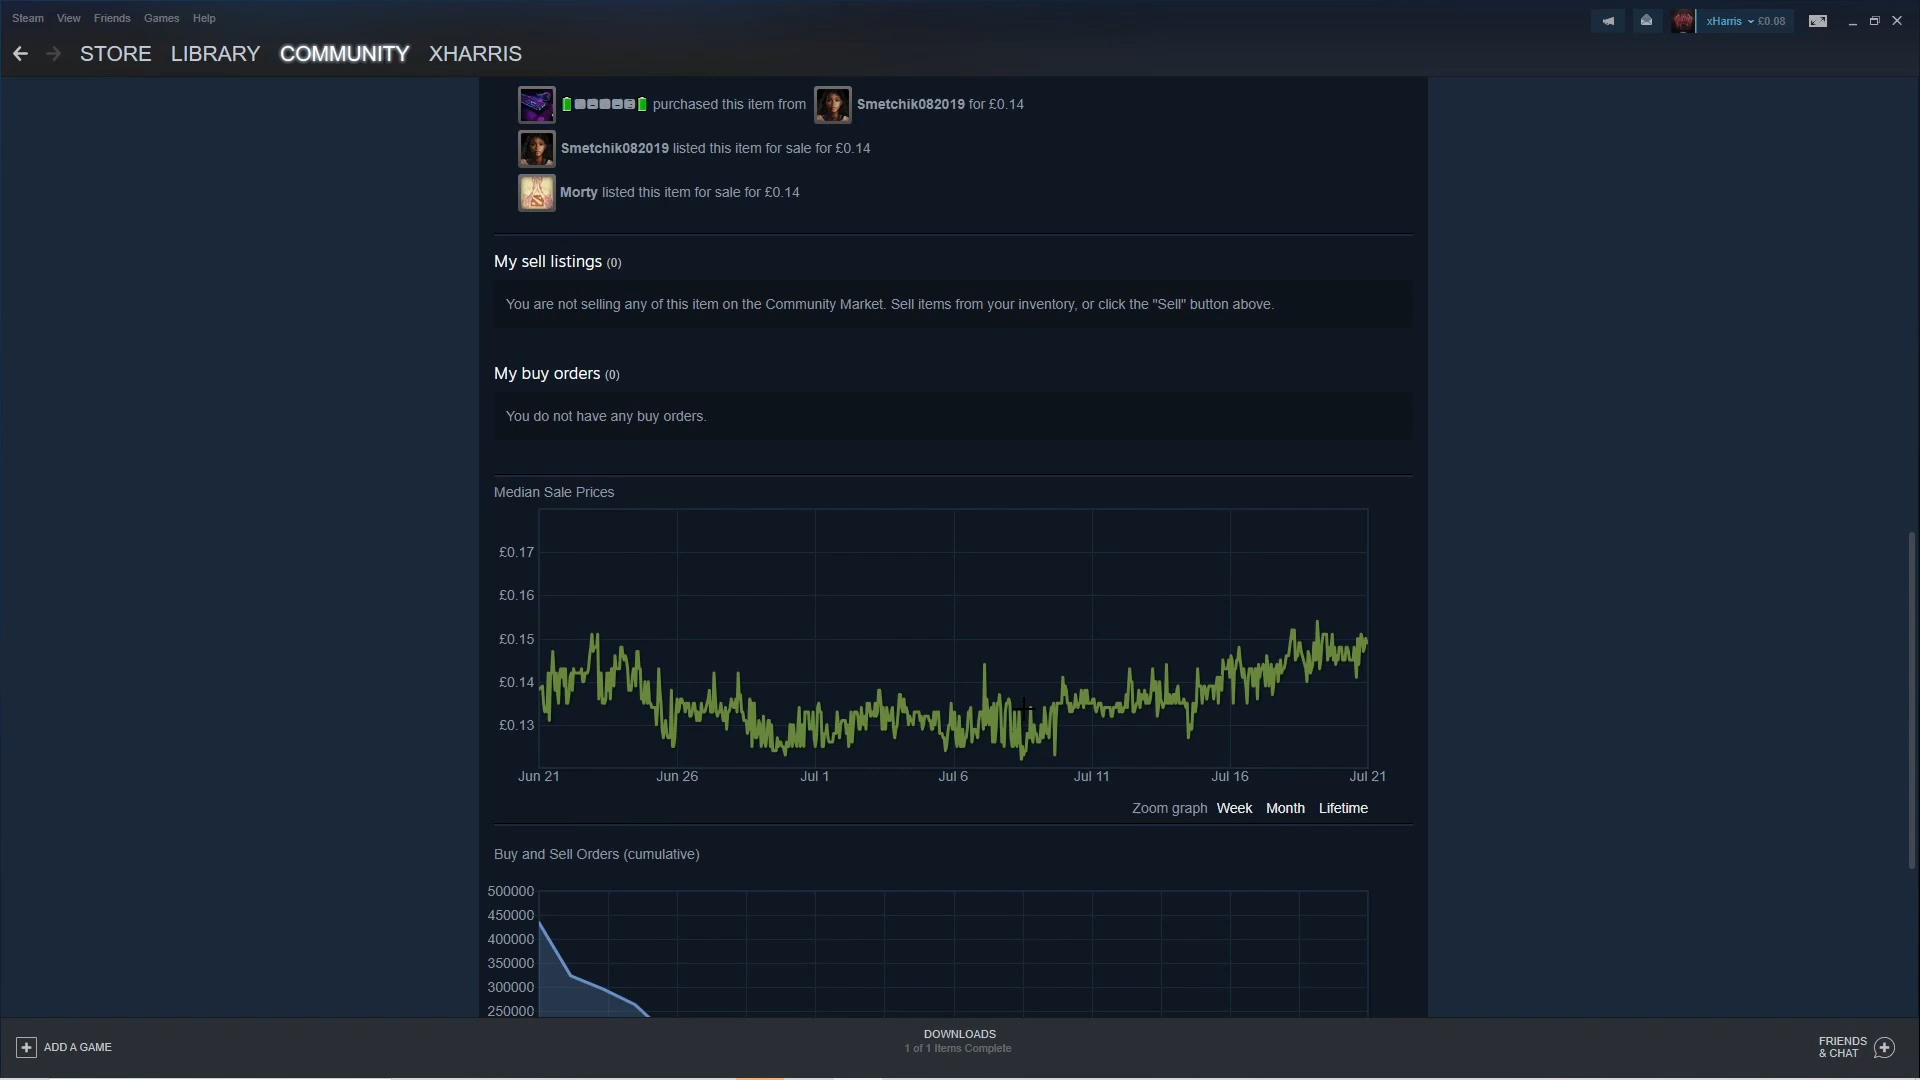 Steam View Friends Games Help
xHarris £0.08
STORE LIBRARY COMMUNITY XHARRIS
purchased this item from Smetchik082019 for £0.14
Smetchik082019 listed this item for sale for £0.14
Morty listed this item for sale for £0.14
My sell listings (0)
You are not selling any of this item on the Community Market. Sell items from your inventory, or click the "Sell" button above.
My buy orders (0)
You do not have any buy orders.
Median Sale Prices
£0.17
£0.16
£0.15
£0.14
£0.13
Jun 21 Jun 26 Jul 1 Jul 6 Jul 11 Jul 16 Jul 21
Zoom graph Week Month Lifetime
Buy and Sell Orders (cumulative)
500000
450000
400000
350000
300000
250000
ADD A GAME
DOWNLOADS
1 of 1 Items Complete
FRIENDS
& CHAT